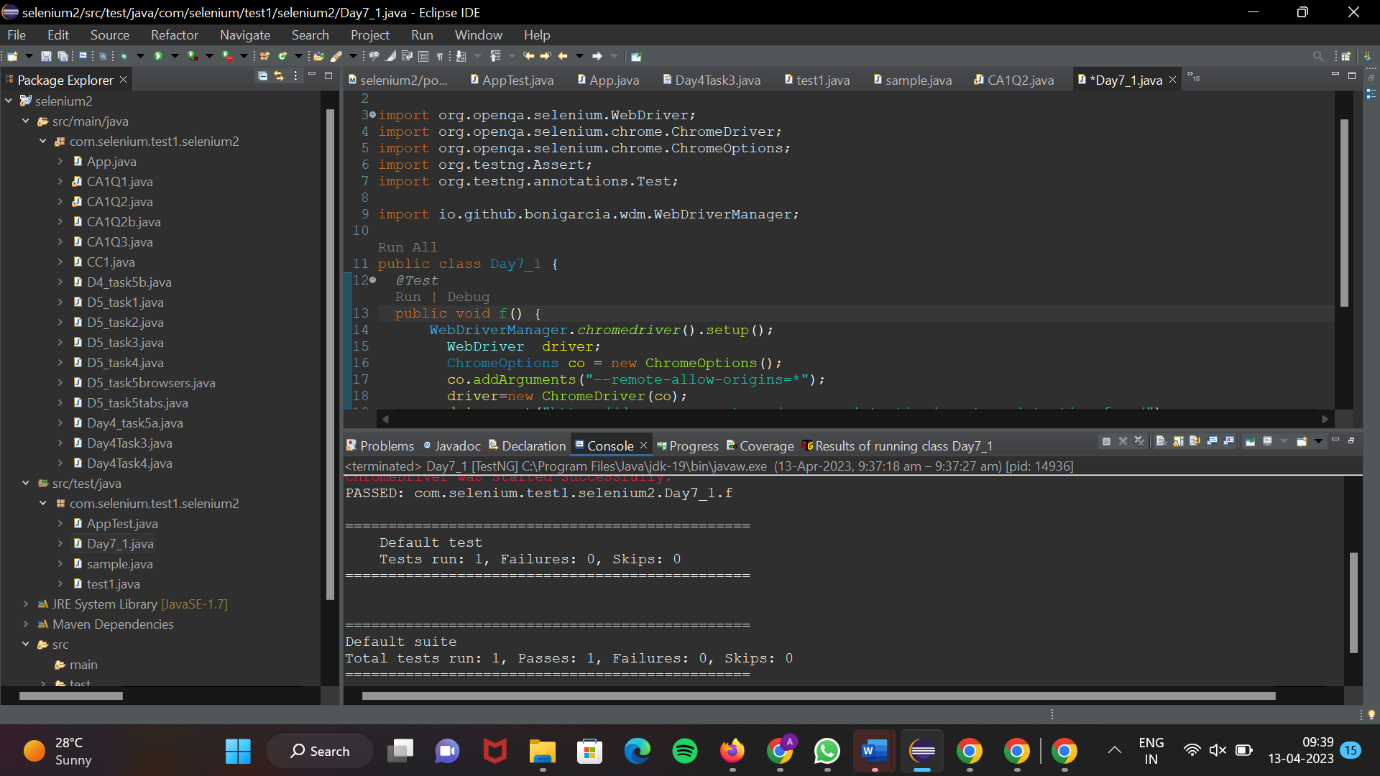 selenium2/src/test/java/com/selenium/test1/selenium2/Day7_1.java - Eclipse IDE
File Edit Source Refactor Navigate Search Project Run Window Help
Package Explorer
selenium2
src/main/java
com.selenium.test1.selenium2
App.java
CA1Q1.java
CA1Q2.java
CA1Q2b.java
CA1Q3.java
CC1.java
D4_task5b.java
D5_task1.java
D5_task2.java
D5_task3.java
D5_task4.java
D5_task5browsers.java
D5_task5tabs.java
Day4_task5a.java
Day4Task3.java
Day4Task4.java
src/test/java
com.selenium.test1.selenium2
AppTest.java
Day7_1.java
sample.java
test1.java
JRE System Library [JavaSE-1.7]
Maven Dependencies
src
main
test
selenium2/po... AppTest.java App.java Day4Task3.java test1.java sample.java CA1Q2.java *Day7_1.java 16
2
3 import org.openqa.selenium.WebDriver;
4 import org.openqa.selenium.chrome.ChromeDriver;
5 import org.openqa.selenium.chrome.ChromeOptions;
6 import org.testng.Assert;
7 import org.testng.annotations.Test;
8
9 import io.github.bonigarcia.wdm.WebDriverManager;
10
Run All
11 public class Day7_1 {
12 @Test
Run | Debug
13 public void f() {
14 WebDriverManager.chromedriver().setup();
15 WebDriver driver;
16 ChromeOptions co = new ChromeOptions();
17 co.addArguments("--remote-allow-origins=*");
18 driver=new ChromeDriver(co);
Problems Javadoc Declaration Console Progress Coverage Results of running class Day7_1
<terminated> Day7_1 [TestNG] C:\Program Files\Java\jdk-19\bin\javaw.exe (13-Apr-2023, 9:37:18 am – 9:37:27 am) [pid: 14936]
ChromeDriver was started successfully.
PASSED: com.selenium.test1.selenium2.Day7_1.f
===============================================
Default test
Tests run: 1, Failures: 0, Skips: 0
===============================================
===============================================
Default suite
Total tests run: 1, Passes: 1, Failures: 0, Skips: 0
===============================================
28°C
Sunny
Search
A
ENG
IN
09:39
13-04-2023
15